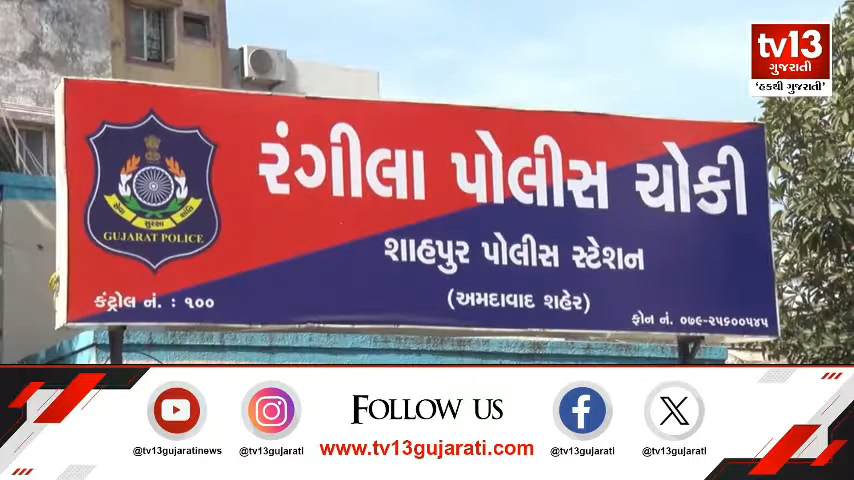 tv13
ગુજરાતી
'હકથી ગુજરાતી'
રંગીલા પોલીસ ચોકી
શાહપુર પોલીસ સ્ટેશન
(અમદાવાદ શહેર)
સેવા સુરક્ષા શાંતિ
GUJARAT POLICE
કંટ્રોલ નં. : ૧૦૦
ફોન નં. ૦૭૯-૨૫૬૦૦૫૪૫
FOLLOW US
@tv13gujaratinews
@tv13gujarati
www.tv13gujarati.com
@tv13gujarati
@tv13gujarati